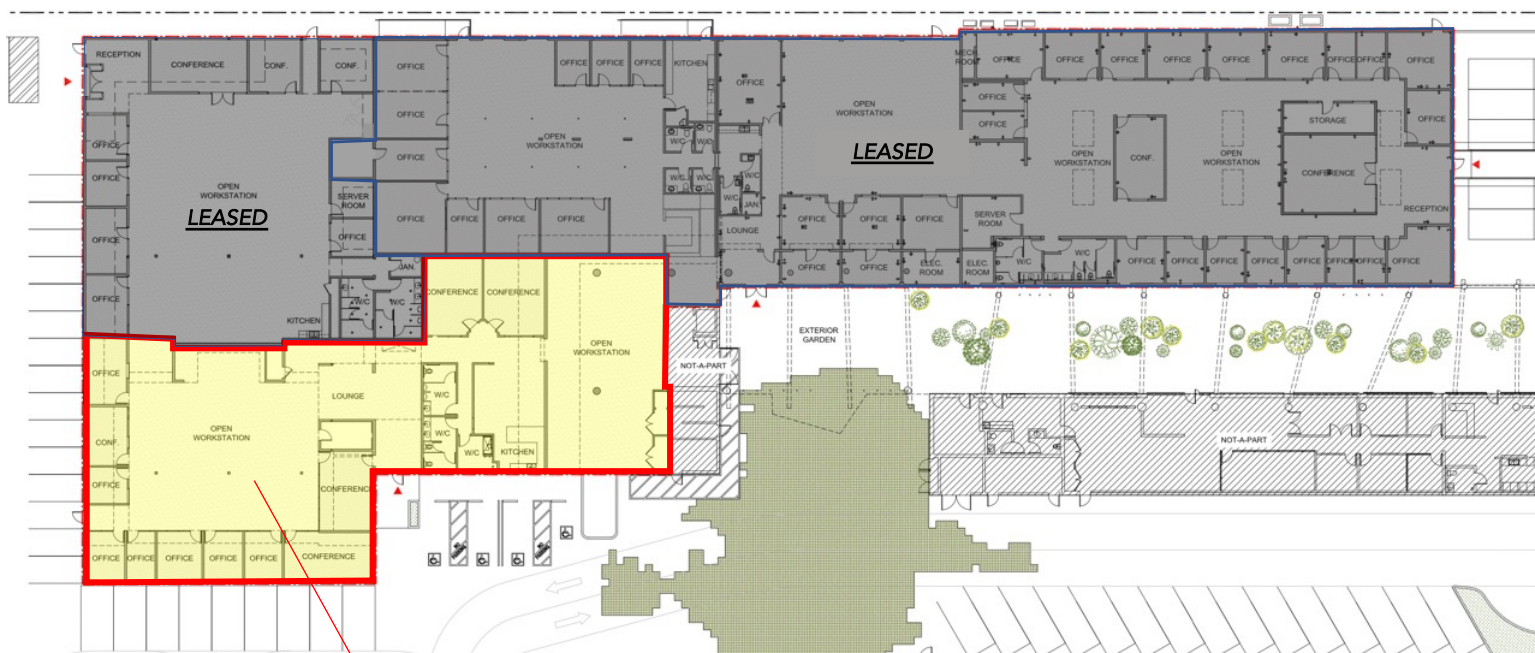 RECEPTION
CONFERENCE
CONF.
CONF.
OFFICE
OFFICE
OFFICE
OFFICE
KITCHEN
OFFICE
MECH.
ROOM
OFFICE
OFFICE
OFFICE
OFFICE
OFFICE
OFFICE
OFFICE
OFFICE
OFFICE
OFFICE
OFFICE
OPEN
WORKSTATION
OFFICE
STORAGE
OFFICE
OFFICE
OFFICE
OPEN
WORKSTATION
W/C
W/C
LEASED
OPEN
WORKSTATION
CONF.
OPEN
WORKSTATION
CONFERENCE
OFFICE
OFFICE
W/C
W/C
W/C
W/C
OPEN
WORKSTATION
SERVER
ROOM
JAN.
RECEPTION
LEASED
OFFICE
OFFICE
OFFICE
OFFICE
OFFICE
OFFICE
OFFICE
SERVER
ROOM
OFFICE
OFFICE
LOUNGE
JAN.
OFFICE
OFFICE
ELEC.
ROOM
ELEC.
ROOM
W/C
W/C
OFFICE
OFFICE
OFFICE
OFFICE
OFFICE
OFFICE
OFFICE
OFFICE
W/C
W/C
CONFERENCE
CONFERENCE
KITCHEN
EXTERIOR
GARDEN
OPEN
WORKSTATION
NOT-A-PART
OFFICE
LOUNGE
W/C
OPEN
WORKSTATION
CONF.
W/C
W/C
KITCHEN
NOT-A-PART
OFFICE
CONFERENCE
NO
PARKING
NO
PARKING
OFFICE
OFFICE
OFFICE
OFFICE
OFFICE
CONFERENCE